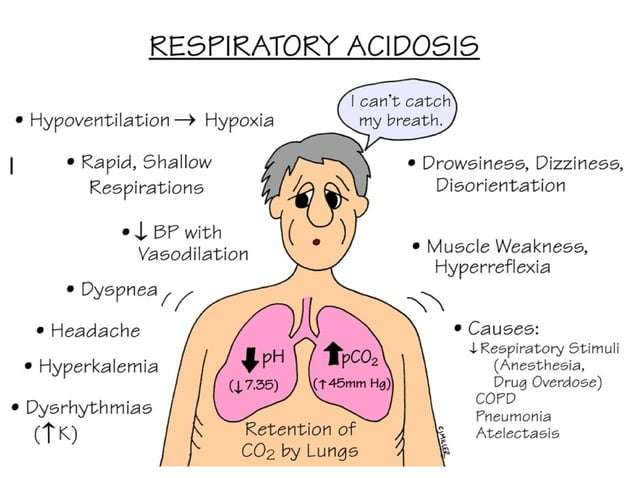 RESPIRATORY ACIDOSIS
I can't catch
my breath.
• Hypoventilation → Hypoxia
• Rapid, Shallow
Respirations
• ↓ BP with
Vasodilation
• Dyspnea
• Headache
• Hyperkalemia
• Dysrhythmias
(↑K)
• Drowsiness, Dizziness,
Disorientation
• Muscle Weakness,
Hyperreflexia
• Causes:
↓Respiratory Stimuli
(Anesthesia,
Drug Overdose)
COPD
Pneumonia
Atelectasis
↓pH
(↓7.35)
↑pCO2
(↑45mm Hg)
Retention of
CO2 by Lungs
C.MILLER